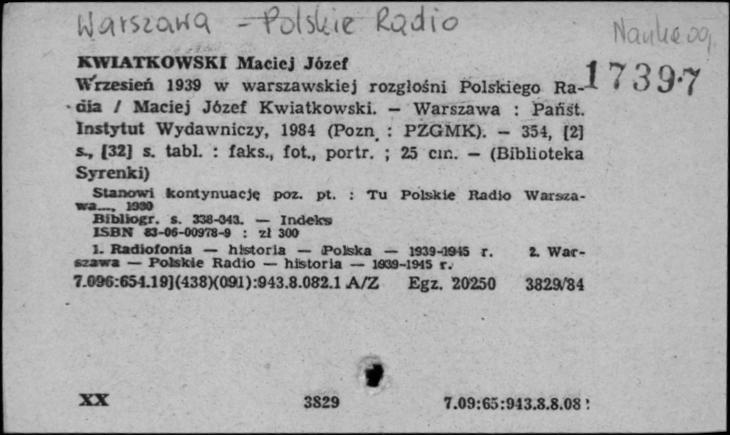 Warszawa - Polskie Radio
Nauka og.
17397
KWIATKOWSKI Maciej Józef
Wrzesień 1939 w warszawskiej rozgłośni Polskiego Ra-
dia / Maciej Józef Kwiatkowski. — Warszawa : Państ.
Instytut Wydawniczy, 1984 (Pozn. : PZGMK). — 354, [2]
s., [32] s. tabl. : faks., fot., portr. ; 25 cm. — (Biblioteka
Syrenki)
Stanowi kontynuację poz. pt. : Tu Polskie Radio Warsza-
wa..., 1980
Bibliogr. s. 338-343. — Indeks
ISBN 83-06-00978-9 : zł 300
1. Radiofonia — historia — Polska — 1939-1945 r. 2. War-
szawa — Polskie Radio — historia — 1939-1945 r.
7.096:654.19](438)(091):943.8.082.1 A/Z Egz. 20250 3829/84
XX 3829 7.09:65:943.8.8.08